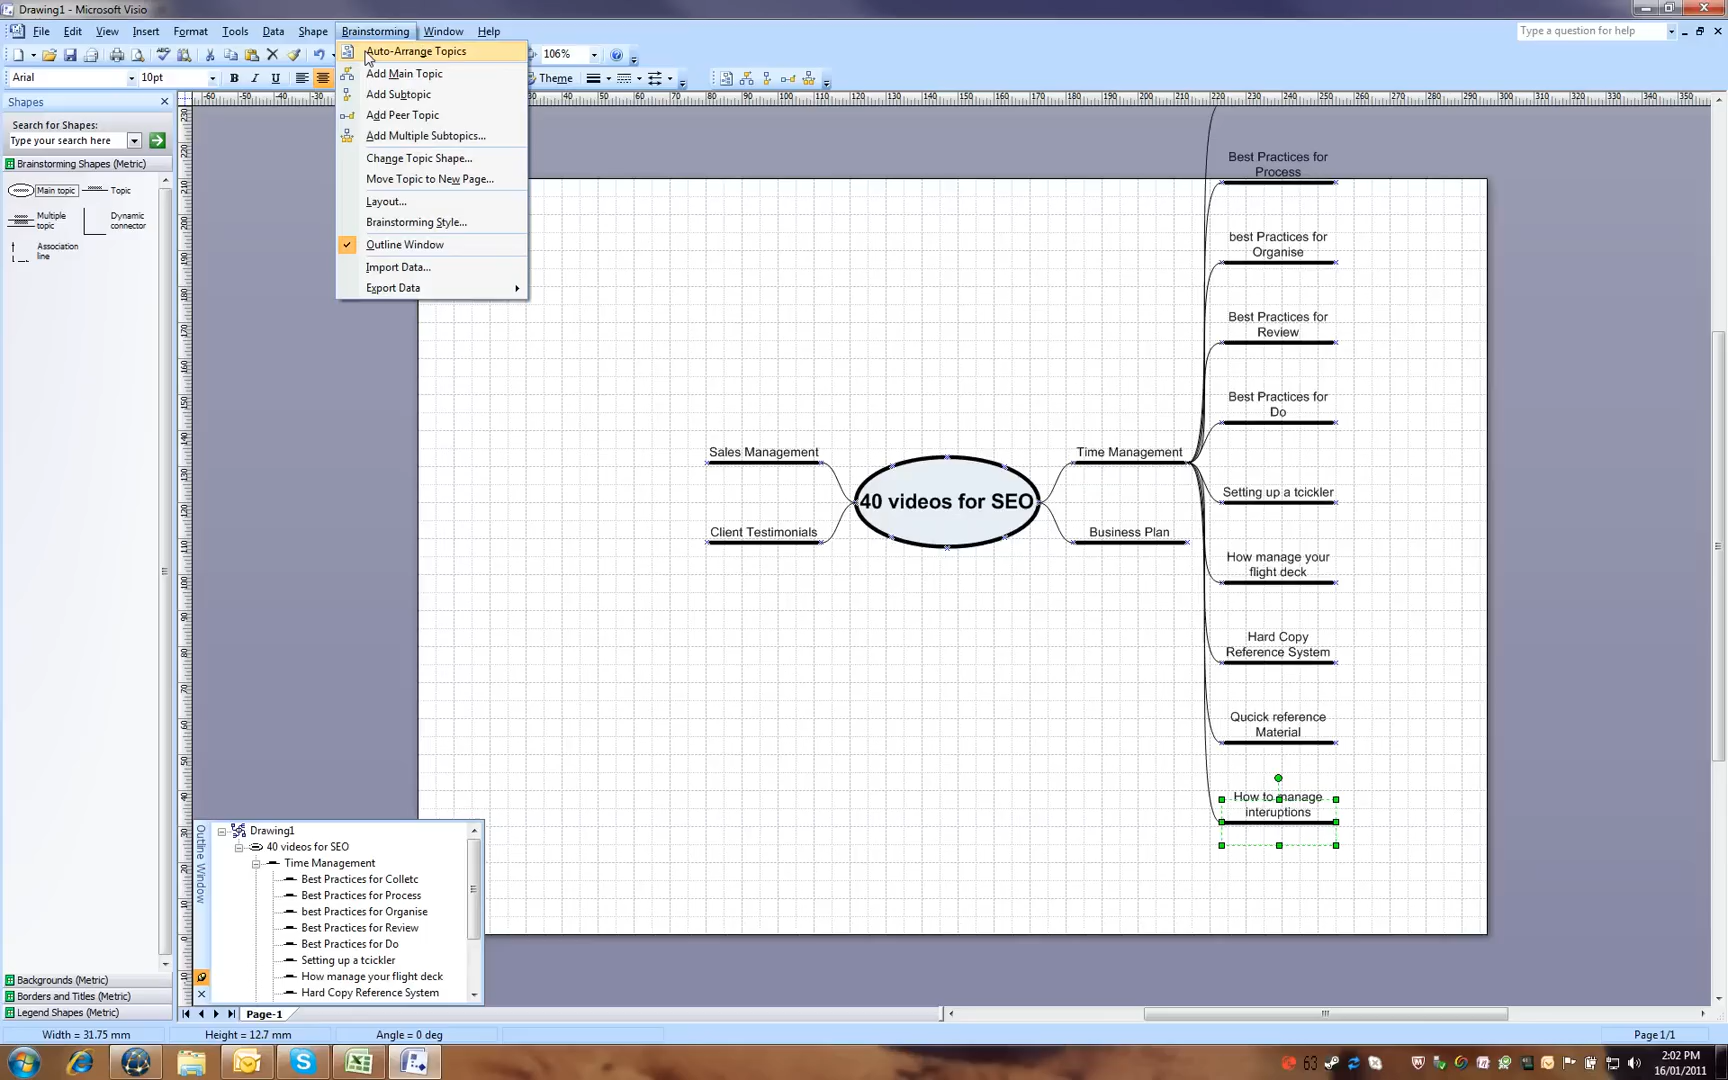 Drawing1 - Microsoft Visio
File Edit View Insert Format Tools Data Shape Brainstorming Window Help
Type a question for help
106%
Arial 10pt B I U
Theme
Auto-Arrange Topics
Add Main Topic
Add Subtopic
Add Peer Topic
Add Multiple Subtopics...
Change Topic Shape...
Move Topic to New Page...
Layout...
Brainstorming Style...
Outline Window
Import Data...
Export Data
Shapes
Search for Shapes:
Type your search here
Brainstorming Shapes (Metric)
Main topic
Topic
Multiple
topic
Dynamic
connector
Association
line
Backgrounds (Metric)
Borders and Titles (Metric)
Legend Shapes (Metric)
Best Practices for
Process
best Practices for
Organise
Best Practices for
Review
Best Practices for
Do
Sales Management
Time Management
40 videos for SEO
Setting up a tcickler
Client Testimonials
Business Plan
How manage your
flight deck
Hard Copy
Reference System
Qucick reference
Material
How to manage
interuptions
Outline Window
Drawing1
40 videos for SEO
Time Management
Best Practices for Colletc
Best Practices for Process
best Practices for Organise
Best Practices for Review
Best Practices for Do
Setting up a tcickler
How manage your flight deck
Hard Copy Reference System
Page-1
Width = 31.75 mm
Height = 12.7 mm
Angle = 0 deg
Page 1/1
63
2:02 PM
16/01/2011